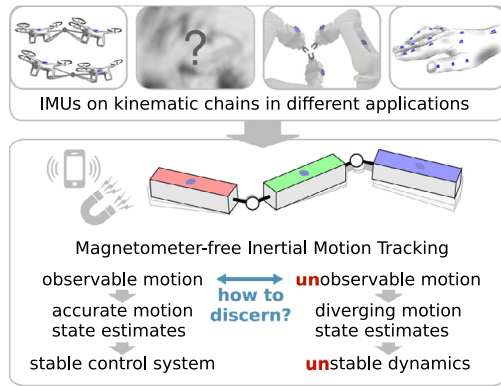 ?
IMUs on kinematic chains in different applications
Magnetometer-free Inertial Motion Tracking
observable motion
unobservable motion
how to
discern?
accurate motion
state estimates
diverging motion
state estimates
stable control system
unstable dynamics